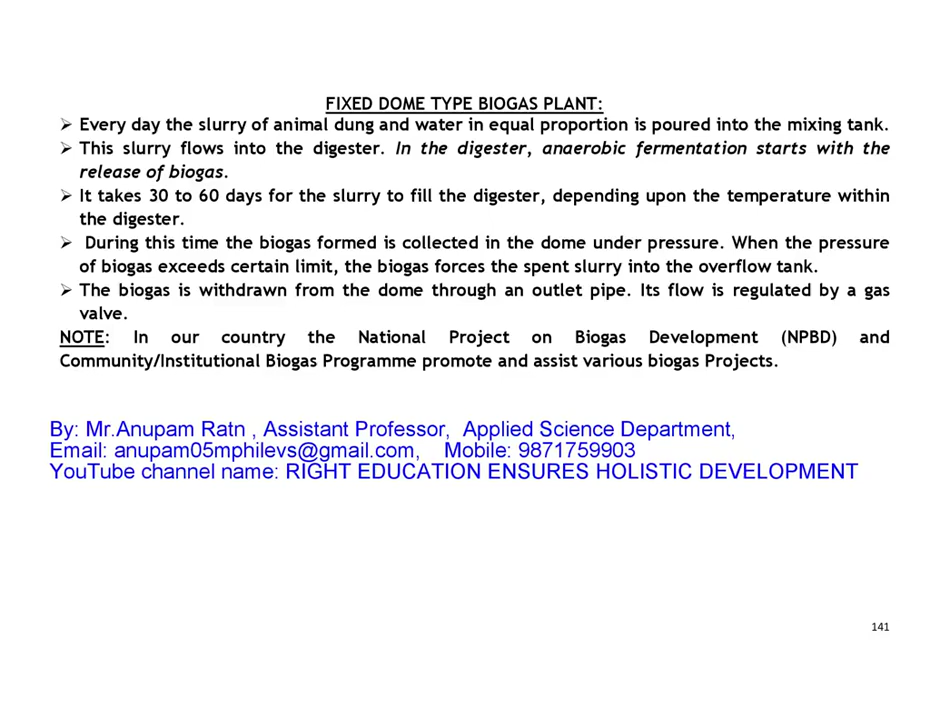 FIXED DOME TYPE BIOGAS PLANT:
➢ Every day the slurry of animal dung and water in equal proportion is poured into the mixing tank.
➢ This slurry flows into the digester. In the digester, anaerobic fermentation starts with the
release of biogas.
➢ It takes 30 to 60 days for the slurry to fill the digester, depending upon the temperature within
the digester.
➢ During this time the biogas formed is collected in the dome under pressure. When the pressure
of biogas exceeds certain limit, the biogas forces the spent slurry into the overflow tank.
➢ The biogas is withdrawn from the dome through an outlet pipe. Its flow is regulated by a gas
valve.
NOTE: In our country the National Project on Biogas Development (NPBD) and
Community/Institutional Biogas Programme promote and assist various biogas Projects.
By: Mr.Anupam Ratn , Assistant Professor, Applied Science Department,
Email: anupam05mphilevs@gmail.com, Mobile: 9871759903
YouTube channel name: RIGHT EDUCATION ENSURES HOLISTIC DEVELOPMENT
141